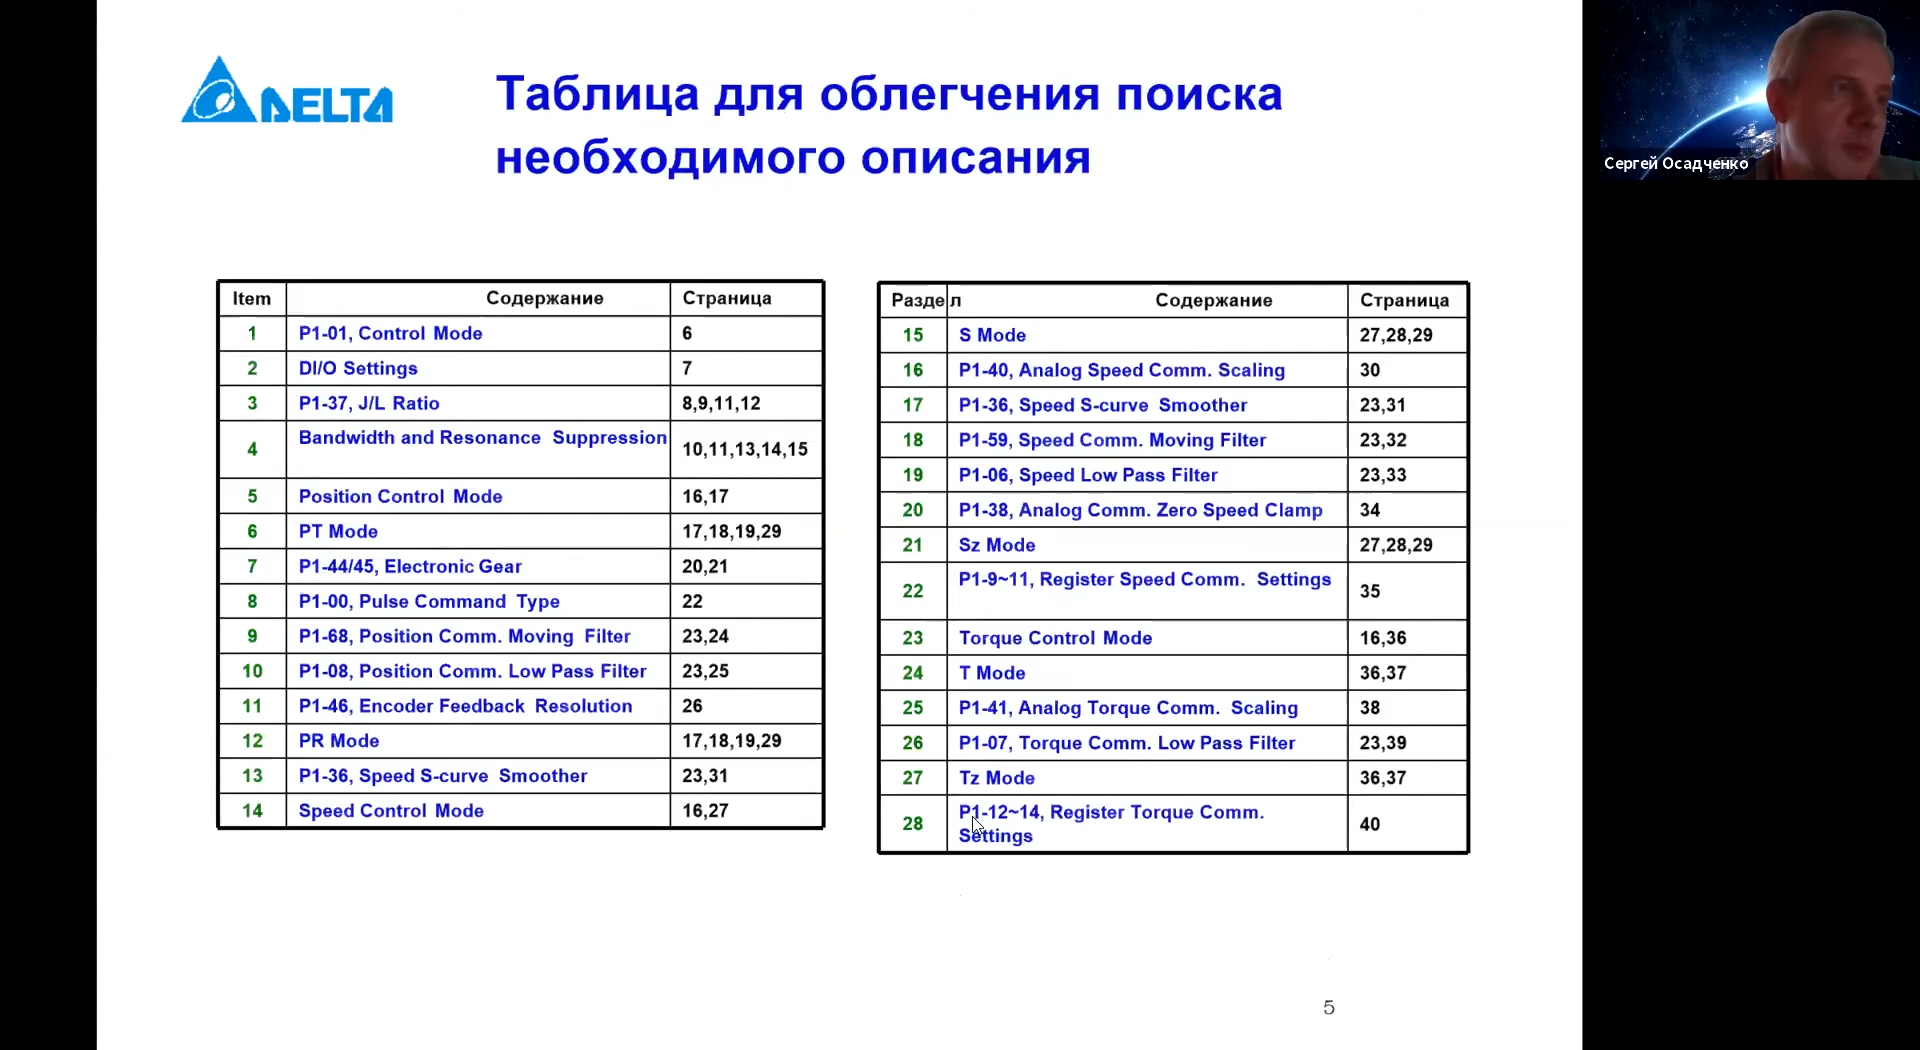 DELTA
Таблица для облегчения поиска
необходимого описания
Сергей Осадченко
Item Содержание Страница
1 P1-01, Control Mode 6
2 DI/O Settings 7
3 P1-37, J/L Ratio 8,9,11,12
4 Bandwidth and Resonance Suppression 10,11,13,14,15
5 Position Control Mode 16,17
6 PT Mode 17,18,19,29
7 P1-44/45, Electronic Gear 20,21
8 P1-00, Pulse Command Type 22
9 P1-68, Position Comm. Moving Filter 23,24
10 P1-08, Position Comm. Low Pass Filter 23,25
11 P1-46, Encoder Feedback Resolution 26
12 PR Mode 17,18,19,29
13 P1-36, Speed S-curve Smoother 23,31
14 Speed Control Mode 16,27
Раздел Содержание Страница
15 S Mode 27,28,29
16 P1-40, Analog Speed Comm. Scaling 30
17 P1-36, Speed S-curve Smoother 23,31
18 P1-59, Speed Comm. Moving Filter 23,32
19 P1-06, Speed Low Pass Filter 23,33
20 P1-38, Analog Comm. Zero Speed Clamp 34
21 Sz Mode 27,28,29
22 P1-9~11, Register Speed Comm. Settings 35
23 Torque Control Mode 16,36
24 T Mode 36,37
25 P1-41, Analog Torque Comm. Scaling 38
26 P1-07, Torque Comm. Low Pass Filter 23,39
27 Tz Mode 36,37
28 P1-12~14, Register Torque Comm. 40
Settings
5